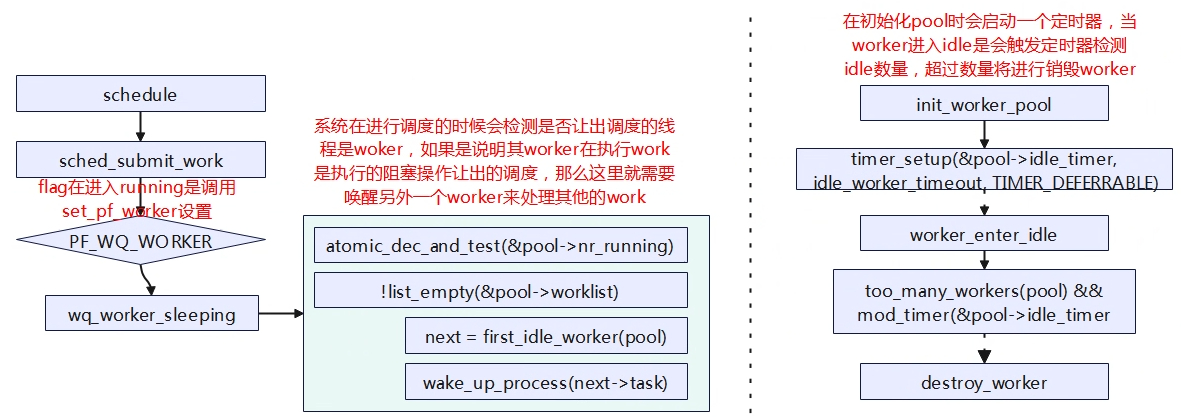 schedule
sched_submit_work
flag在进入running是调用
set_pf_worker设置
PF_WQ_WORKER
wq_worker_sleeping
系统在进行调度的时候会检测是否让出调度的线
程是woker，如果是说明其worker在执行work
是执行的阻塞操作让出的调度，那么这里就需要
唤醒另外一个worker来处理其他的work
atomic_dec_and_test(&pool->nr_running)
!list_empty(&pool->worklist)
next = first_idle_worker(pool)
wake_up_process(next->task)
在初始化pool时会启动一个定时器，当
worker进入idle是会触发定时器检测
idle数量，超过数量将进行销毁worker
init_worker_pool
timer_setup(&pool->idle_timer,
idle_worker_timeout, TIMER_DEFERRABLE)
worker_enter_idle
too_many_workers(pool) &&
mod_timer(&pool->idle_timer
destroy_worker